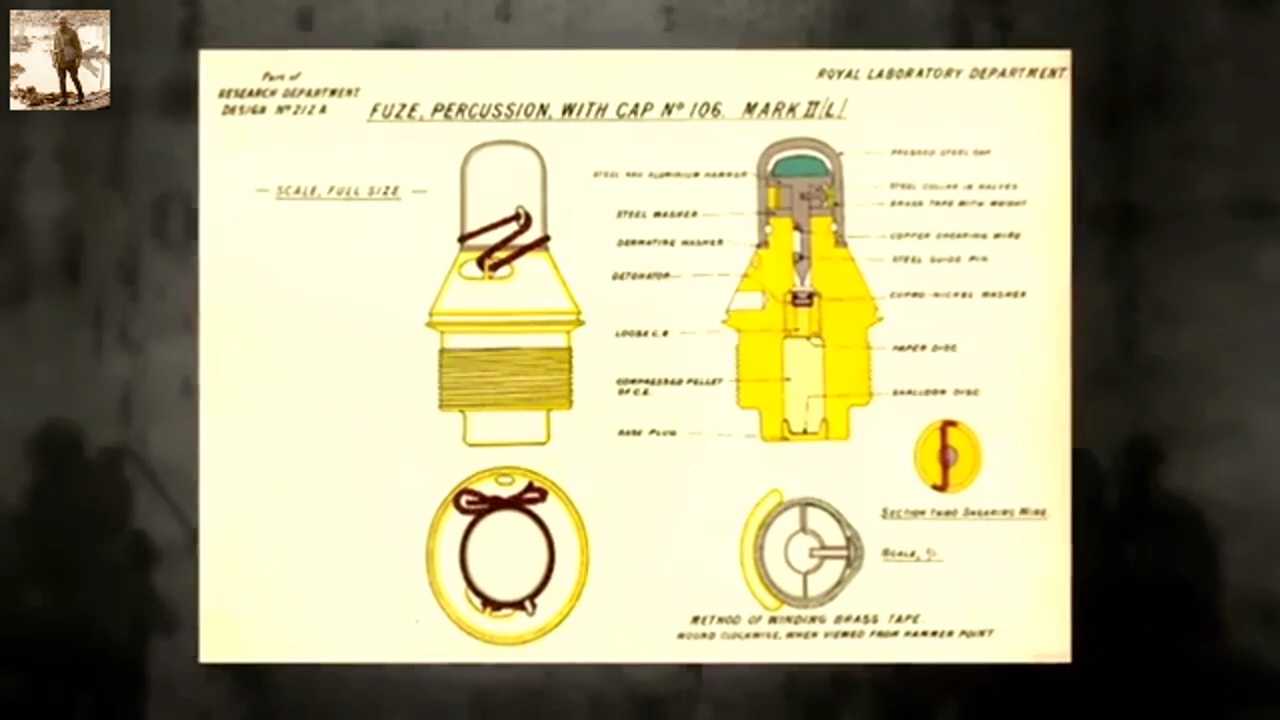 Part of
RESEARCH DEPARTMENT
DESIGN Nº 212 A
ROYAL LABORATORY DEPARTMENT.
FUZE, PERCUSSION, WITH CAP Nº 106. MARK II (L)
— SCALE, FULL SIZE —
STEEL AND ALUMINIUM HAMMER
STEEL WASHER
DERMATINE WASHER
DETONATOR
LOOSE C.E.
COMPRESSED PELLET
OF C.E.
BASE PLUG
PRESSED STEEL CAP
STEEL COLLAR IN HALVES
BRASS TAPE WITH WEIGHT
COPPER SHEARING WIRE
STEEL GUIDE PIN
CUPRO-NICKEL WASHER
PAPER DISC
SHALLOON DISC
SECTION THRO SHEARING WIRE.
SCALE,
METHOD OF WINDING BRASS TAPE.
WOUND CLOCKWISE, WHEN VIEWED FROM HAMMER POINT